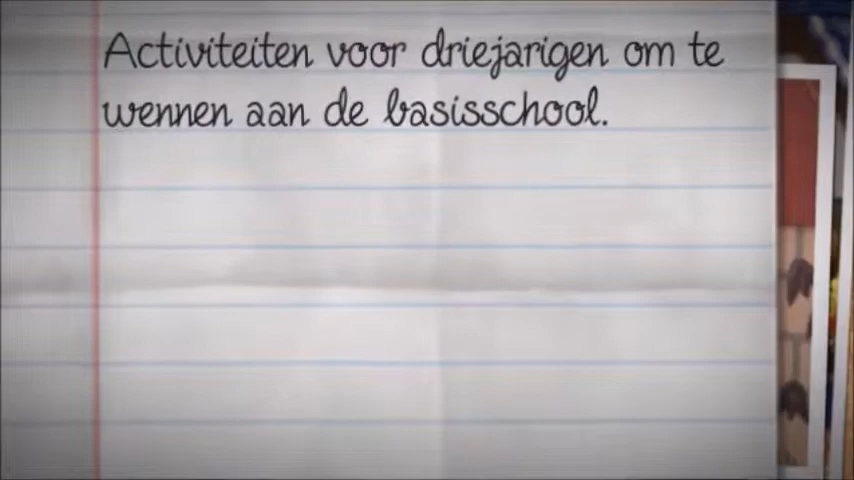 Activiteiten voor driejarigen om te
wennen aan de basisschool.